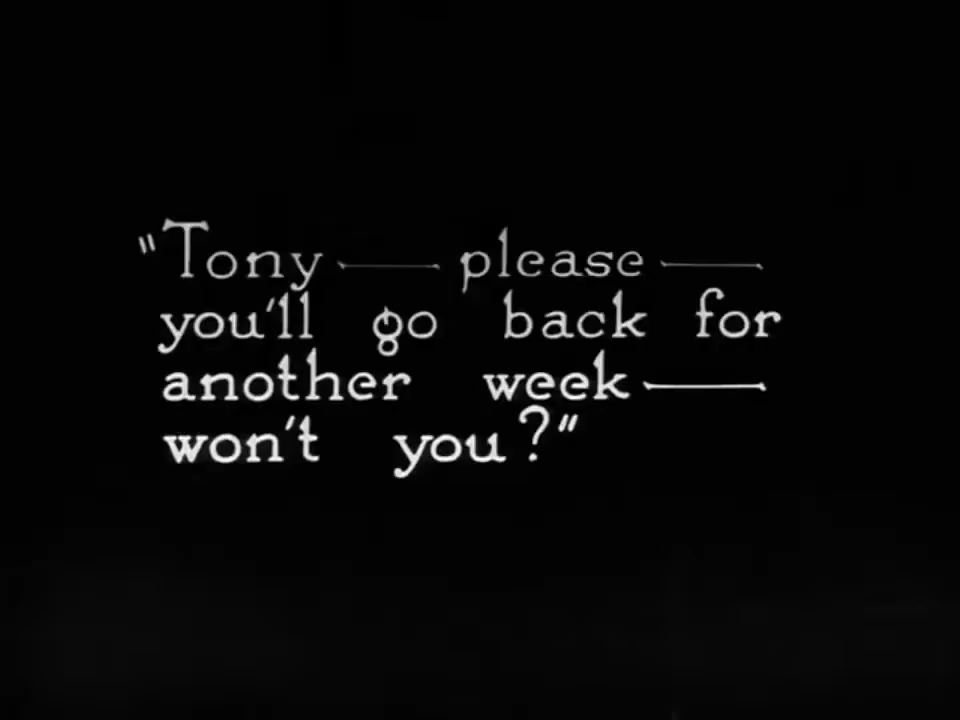 "Tony — please —
you'll go back for
another week —
won't you?"